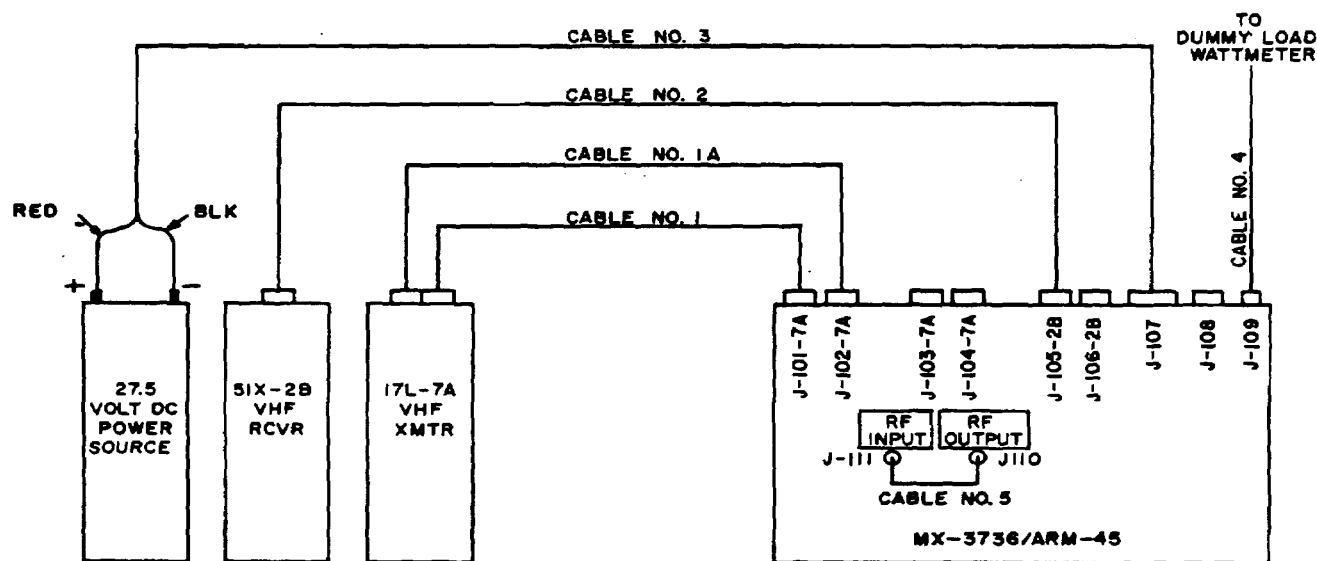 TO
DUMMY LOAD
WATTMETER
CABLE NO. 3
CABLE NO. 2
CABLE NO. 1A
CABLE NO. 1
CABLE NO. 4
RED
BLK
+
-
27.5
VOLT DC
POWER
SOURCE
51X-2B
VHF
RCVR
17L-7A
VHF
XMTR
J-101-7A
J-102-7A
J-103-7A
J-104-7A
J-105-2B
J-106-2B
J-107
J-108
J-109
RF
INPUT
RF
OUTPUT
J-111
J110
CABLE NO. 5
MX-3736/ARM-45